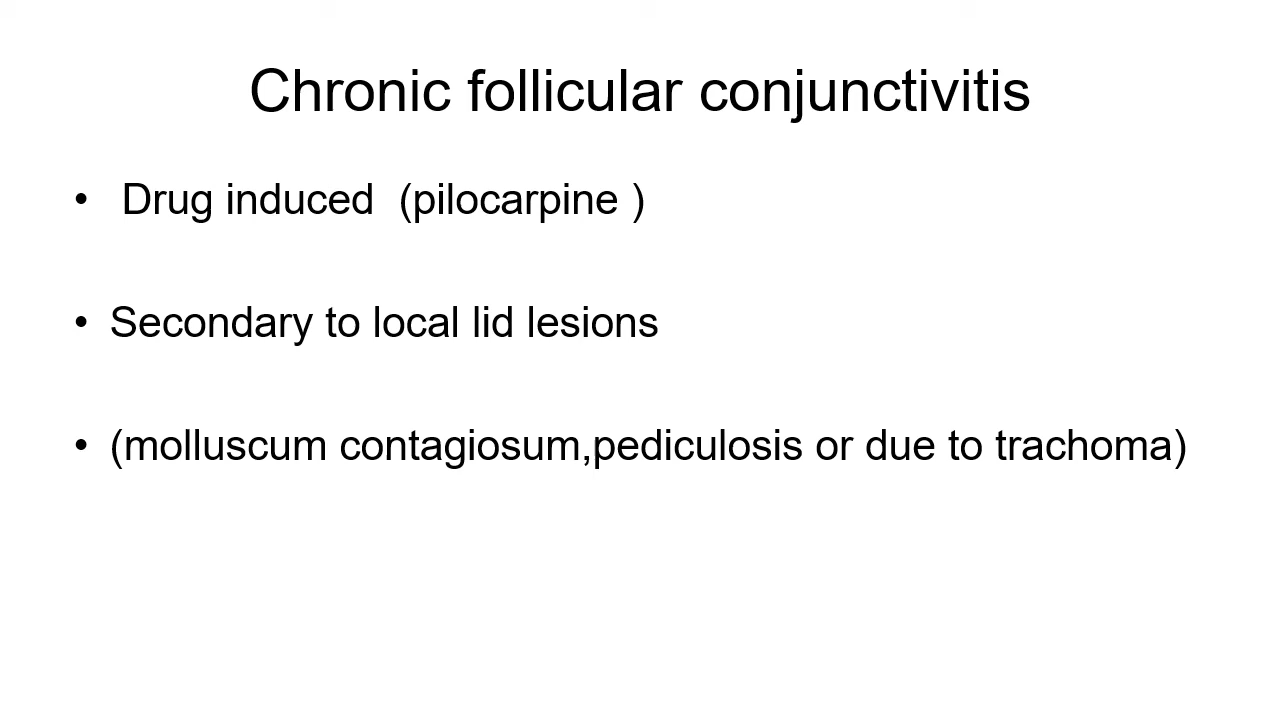 Chronic follicular conjunctivitis
• Drug induced  (pilocarpine )
• Secondary to local lid lesions
• (molluscum contagiosum,pediculosis or due to trachoma)